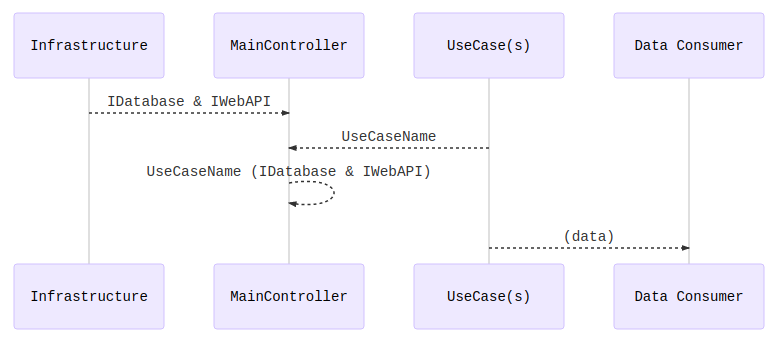 Infrastructure
MainController
UseCase(s)
Data Consumer
IDatabase & IWebAPI
UseCaseName
UseCaseName (IDatabase & IWebAPI)
(data)
Infrastructure
MainController
UseCase(s)
Data Consumer